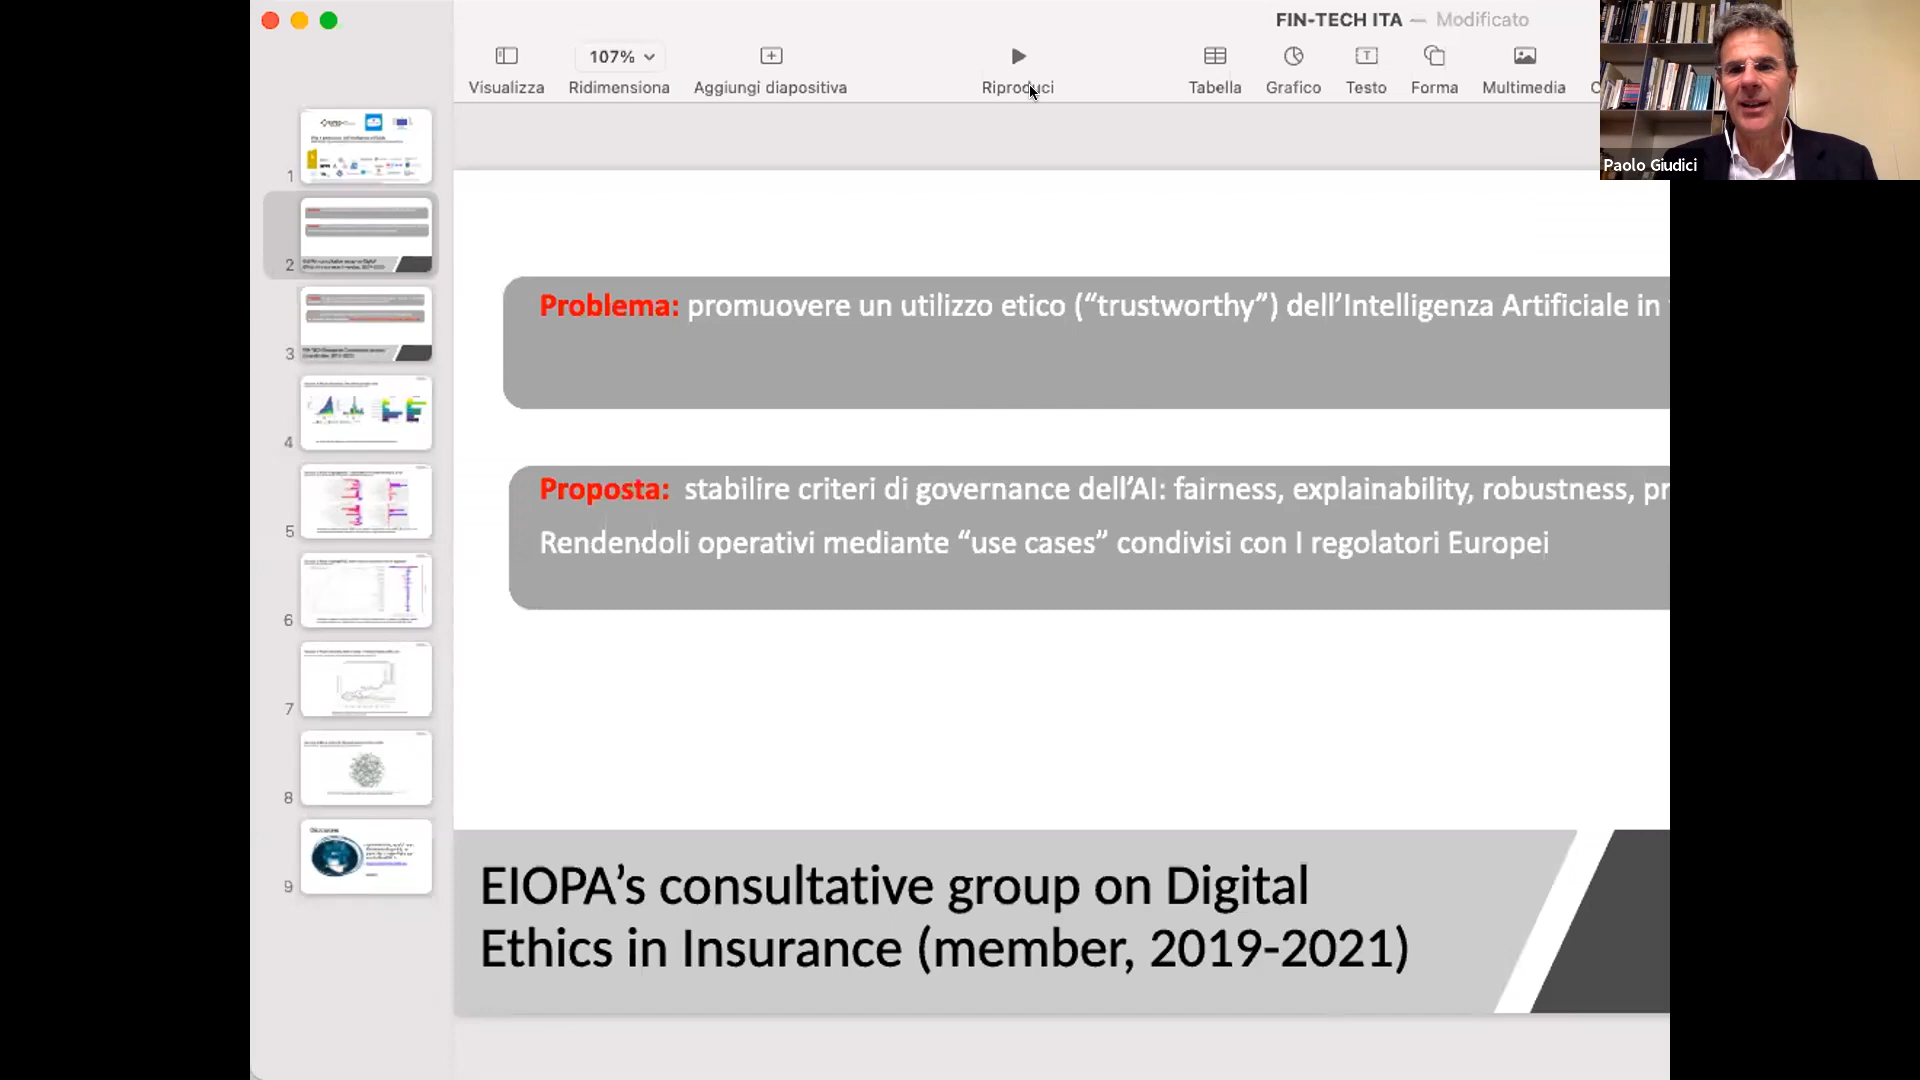 FIN-TECH ITA — Modificato
107%
Visualizza
Ridimensiona
Aggiungi diapositiva
Riproduci
Tabella
Grafico
Testo
Forma
Multimedia
Paolo Giudici
1
2
3
4
5
6
7
8
9
Problema: promuovere un utilizzo etico (“trustworthy”) dell’Intelligenza Artificiale in
Proposta: stabilire criteri di governance dell’AI: fairness, explainability, robustness, pr
Rendendoli operativi mediante “use cases” condivisi con I regolatori Europei
EIOPA’s consultative group on Digital
Ethics in Insurance (member, 2019-2021)